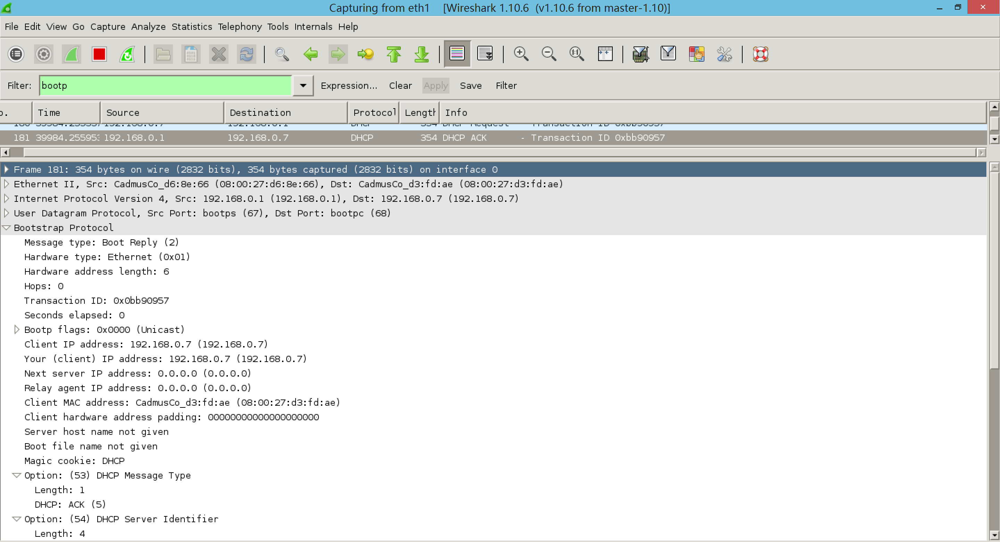 Capturing from eth1 [Wireshark 1.10.6 (v1.10.6 from master-1.10)]
File Edit View Go Capture Analyze Statistics Telephony Tools Internals Help
Filter: bootp Expression... Clear Apply Save Filter
o. Time Source Destination Protocol Length Info
180 39984.255557 192.168.0.7 192.168.0.1 DHCP 354 DHCP Request - Transaction ID 0xbb90957
181 39984.255953 192.168.0.1 192.168.0.7 DHCP 354 DHCP ACK - Transaction ID 0xbb90957
Frame 181: 354 bytes on wire (2832 bits), 354 bytes captured (2832 bits) on interface 0
Ethernet II, Src: CadmusCo_d6:8e:66 (08:00:27:d6:8e:66), Dst: CadmusCo_d3:fd:ae (08:00:27:d3:fd:ae)
Internet Protocol Version 4, Src: 192.168.0.1 (192.168.0.1), Dst: 192.168.0.7 (192.168.0.7)
User Datagram Protocol, Src Port: bootps (67), Dst Port: bootpc (68)
Bootstrap Protocol
Message type: Boot Reply (2)
Hardware type: Ethernet (0x01)
Hardware address length: 6
Hops: 0
Transaction ID: 0x0bb90957
Seconds elapsed: 0
Bootp flags: 0x0000 (Unicast)
Client IP address: 192.168.0.7 (192.168.0.7)
Your (client) IP address: 192.168.0.7 (192.168.0.7)
Next server IP address: 0.0.0.0 (0.0.0.0)
Relay agent IP address: 0.0.0.0 (0.0.0.0)
Client MAC address: CadmusCo_d3:fd:ae (08:00:27:d3:fd:ae)
Client hardware address padding: 00000000000000000000
Server host name not given
Boot file name not given
Magic cookie: DHCP
Option: (53) DHCP Message Type
Length: 1
DHCP: ACK (5)
Option: (54) DHCP Server Identifier
Length: 4